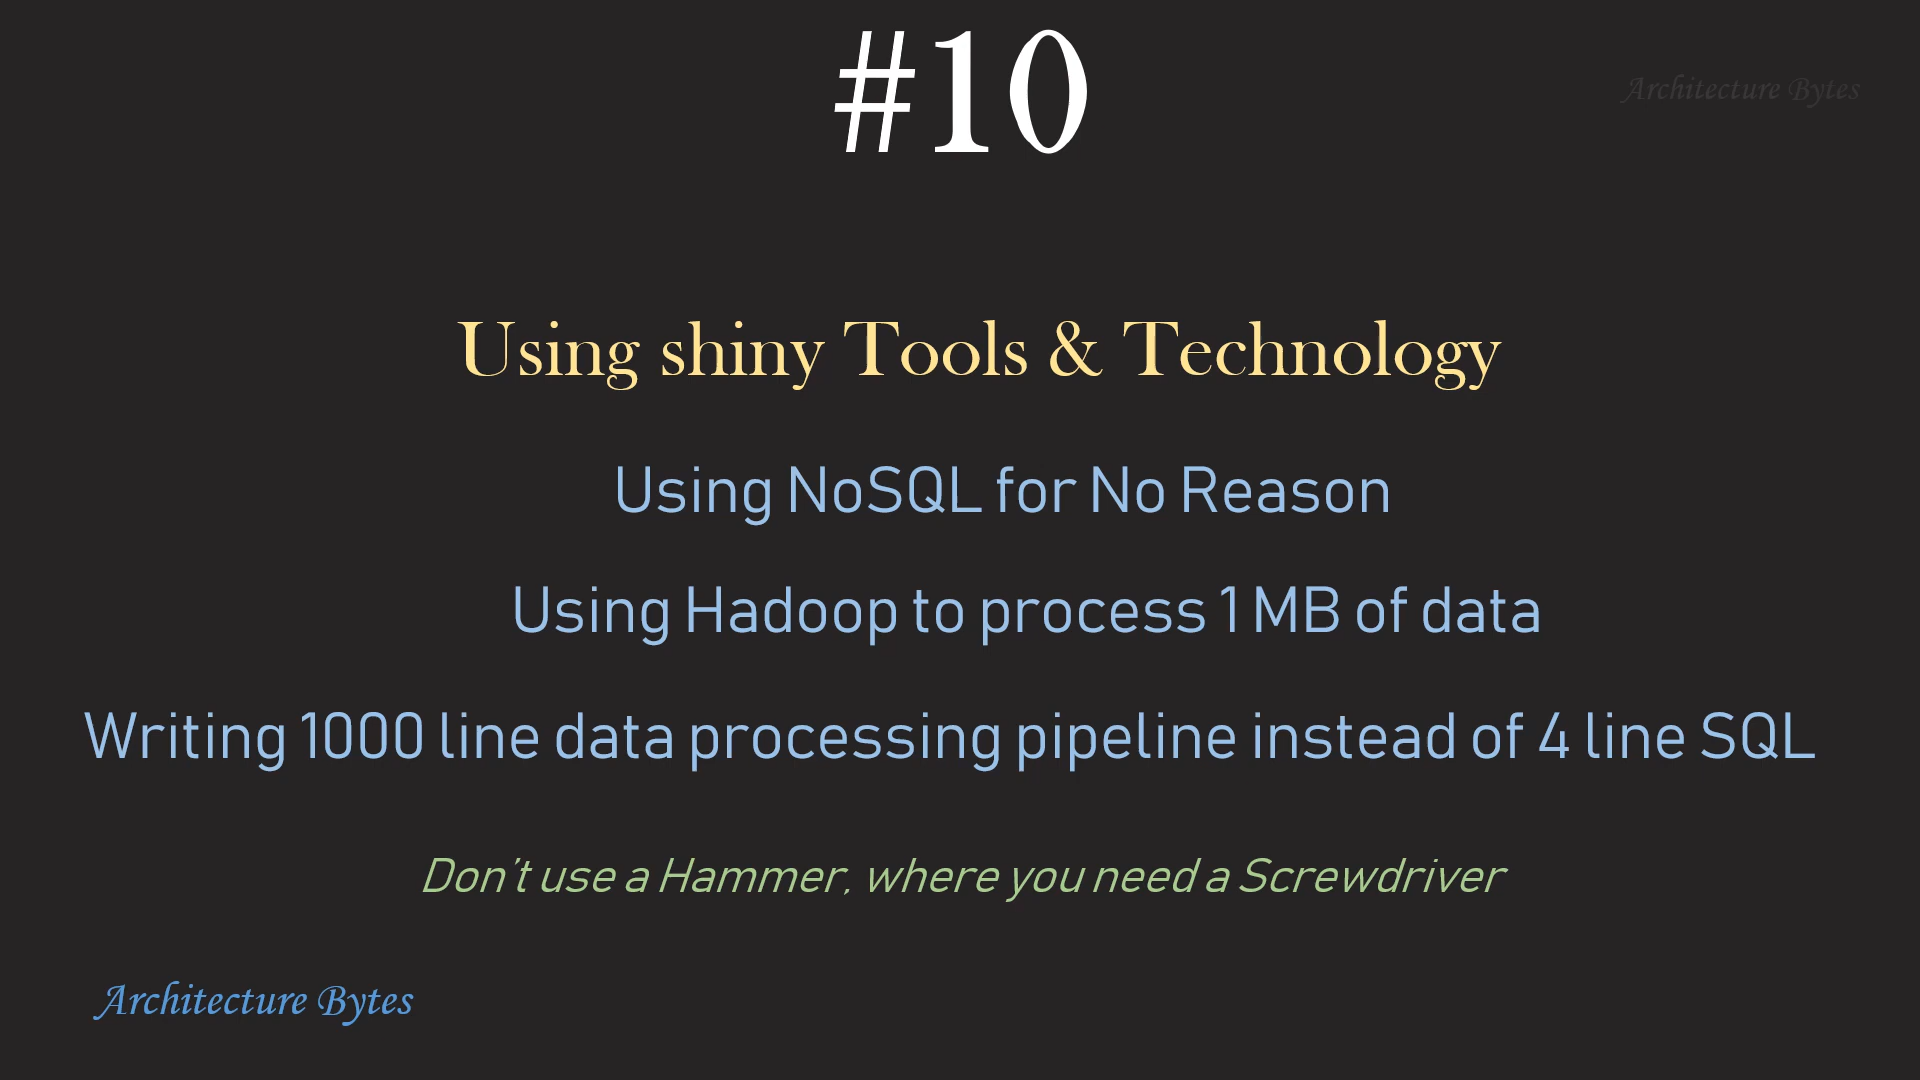 #10
Architecture Bytes
Using shiny Tools & Technology
Using NoSQL for No Reason
Using Hadoop to process 1 MB of data
Writing 1000 line data processing pipeline instead of 4 line SQL
Don't use a Hammer, where you need a Screwdriver
Architecture Bytes